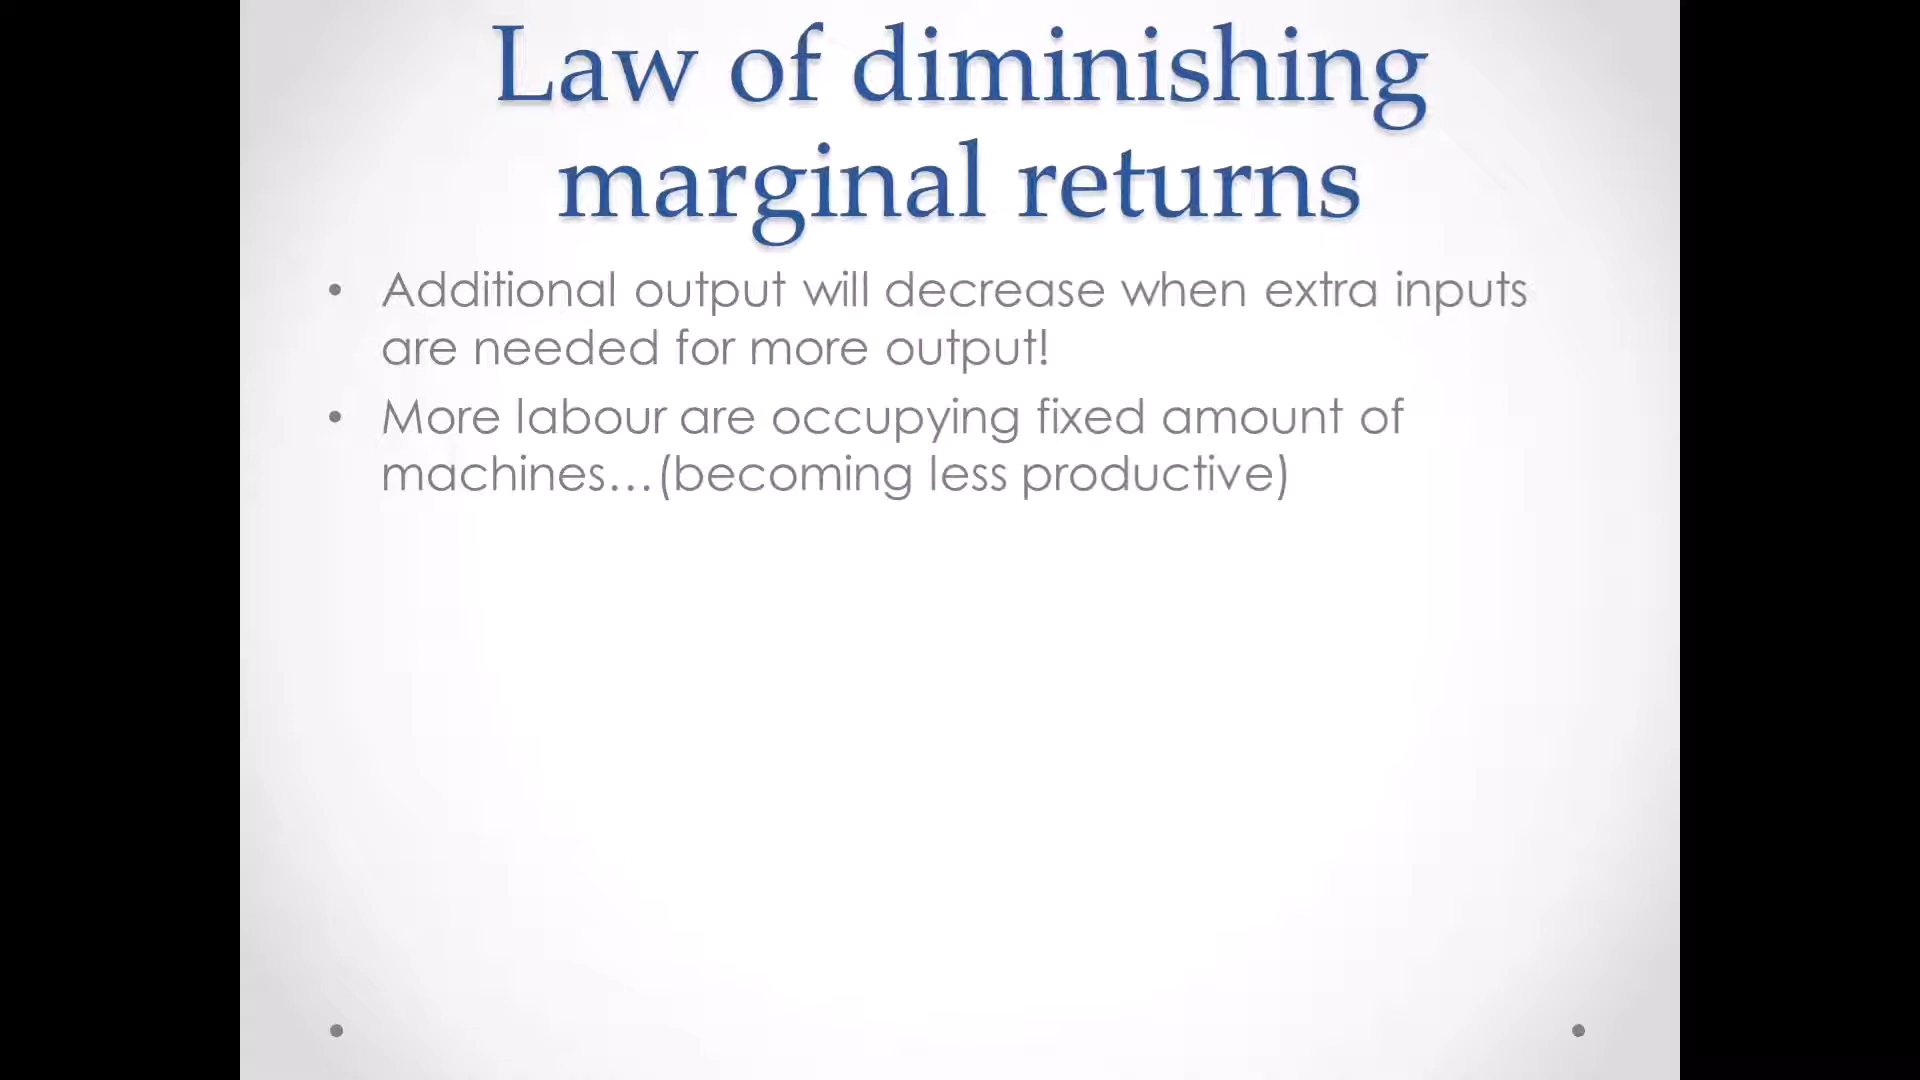 Law of diminishing
marginal returns
• Additional output will decrease when extra inputs
are needed for more output!
• More labour are occupying fixed amount of
machines…(becoming less productive)